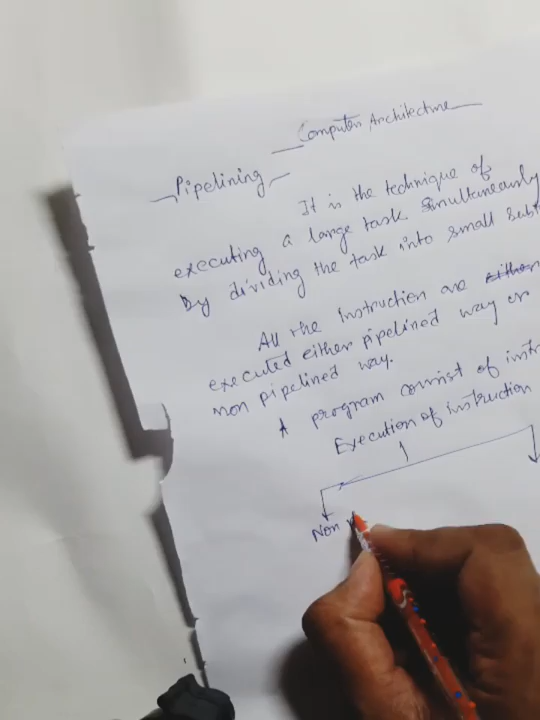 Computer Architecture
Pipelining
It is the technique of
executing a large task simultaneously
by dividing the task into small
All the instruction are either
executed either pipelined way or
non pipelined way.
A program consist of
Execution of instruction
Non